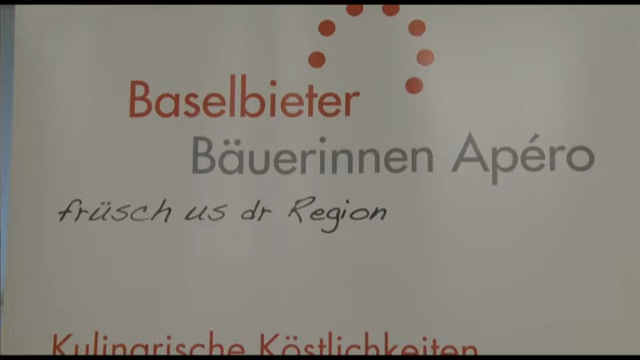 Baselbieter
Bäuerinnen Apéro
früsch us dr Region
Kulinarische Köstlichkeiten